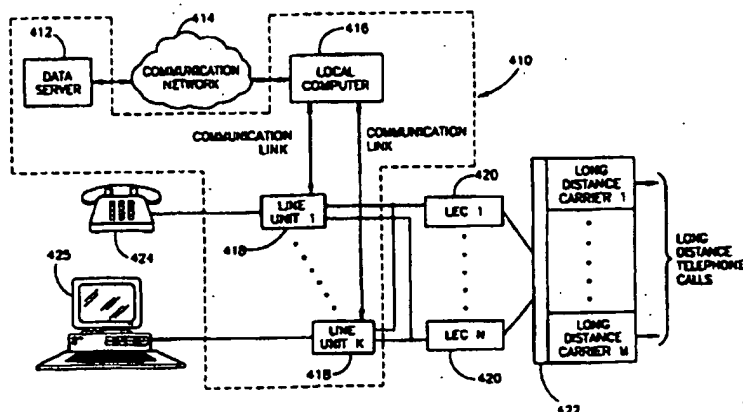 412
414
416
DATA
SERVER
COMMUNICATION
NETWORK
LOCAL
COMPUTER
410
COMMUNICATION
LINK
COMMUNICATION
LINK
420
LONG
DISTANCE
CARRIER 1
LINE
UNIT 1
LEC 1
424
418
LONG
DISTANCE
TELEPHONE
CALLS
425
LINE
UNIT K
LEC N
LONG
DISTANCE
CARRIER M
418
420
422